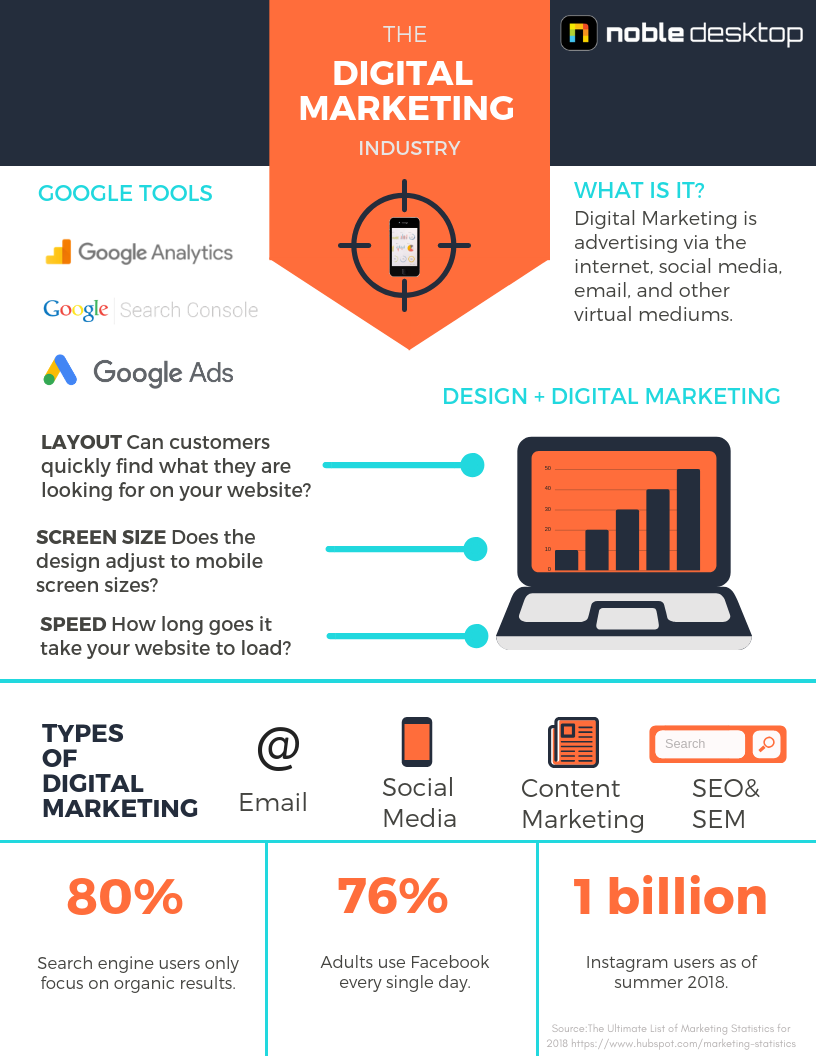 THE
DIGITAL
MARKETING
INDUSTRY
noble desktop
GOOGLE TOOLS
Google Analytics
Google Search Console
Google Ads
WHAT IS IT?
Digital Marketing is
advertising via the
internet, social media,
email, and other
virtual mediums.
DESIGN + DIGITAL MARKETING
LAYOUT Can customers
quickly find what they are
looking for on your website?
SCREEN SIZE Does the
design adjust to mobile
screen sizes?
SPEED How long goes it
take your website to load?
50
40
30
20
10
0
TYPES
OF
DIGITAL
MARKETING
@
Email
Social
Media
Content
Marketing
Search
SEO&
SEM
80%
Search engine users only
focus on organic results.
76%
Adults use Facebook
every single day.
1 billion
Instagram users as of
summer 2018.
Source:The Ultimate List of Marketing Statistics for
2018 https://www.hubspot.com/marketing-statistics